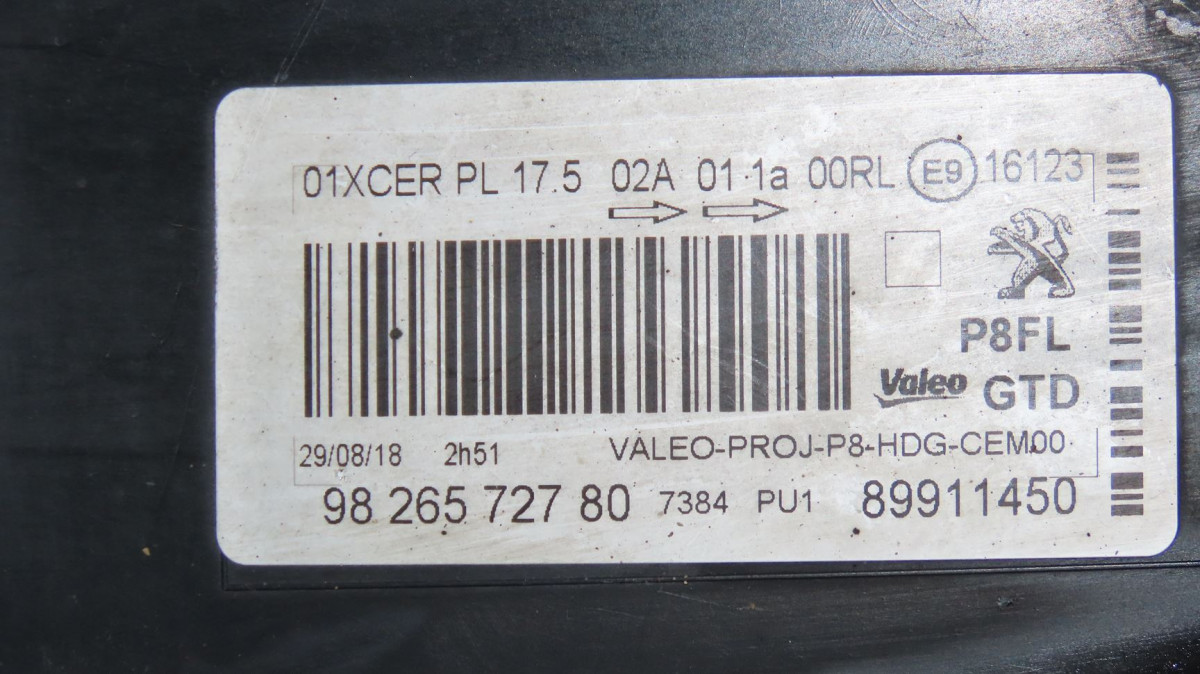 01XCER PL 17.5 02A 01 1a 00RL E9 16123
P8FL
Valeo GTD
29/08/18 2h51 VALEO-PROJ-P8-HDG-CEM00
98 265 727 80 7384 PU1 89911450